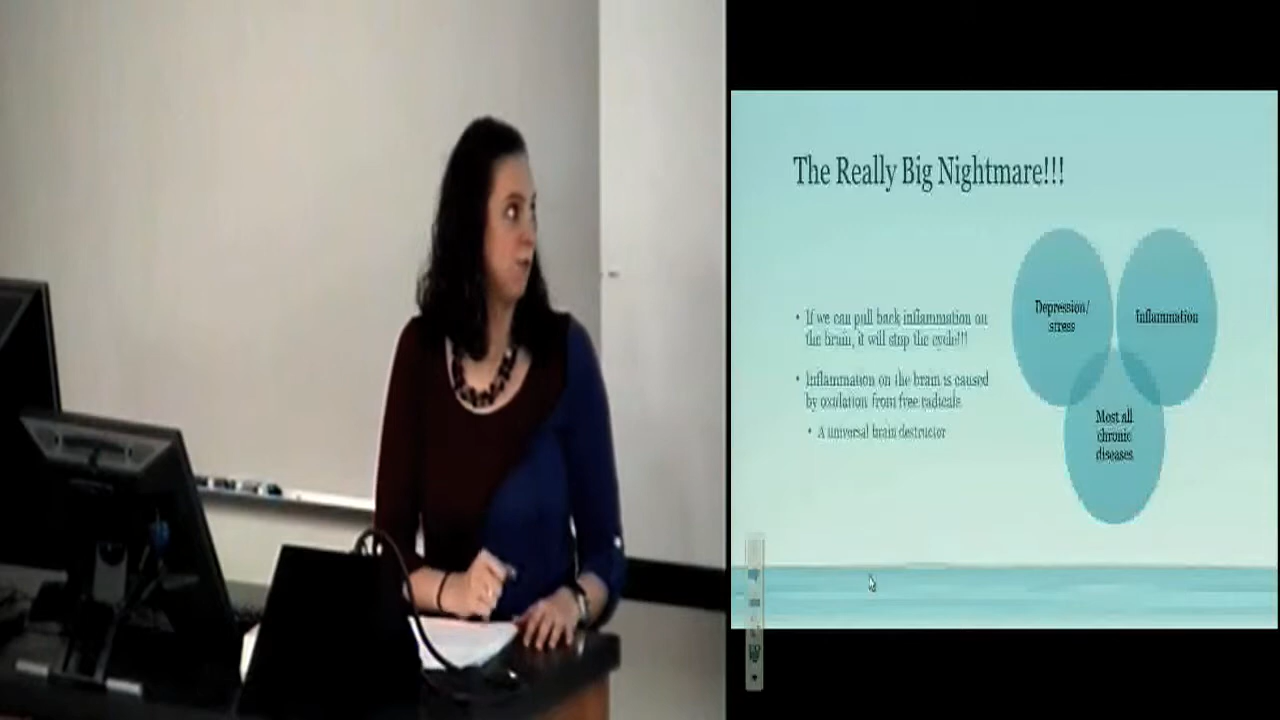 The Really Big Nightmare!!!
• If we can pull back inflammation on
the brain, it will stop the cycle!!!
• Inflammation on the brain is caused
by oxidation from free radicals.
• A universal brain destructor
Depression/
stress
Inflammation
Most all
chronic
diseases